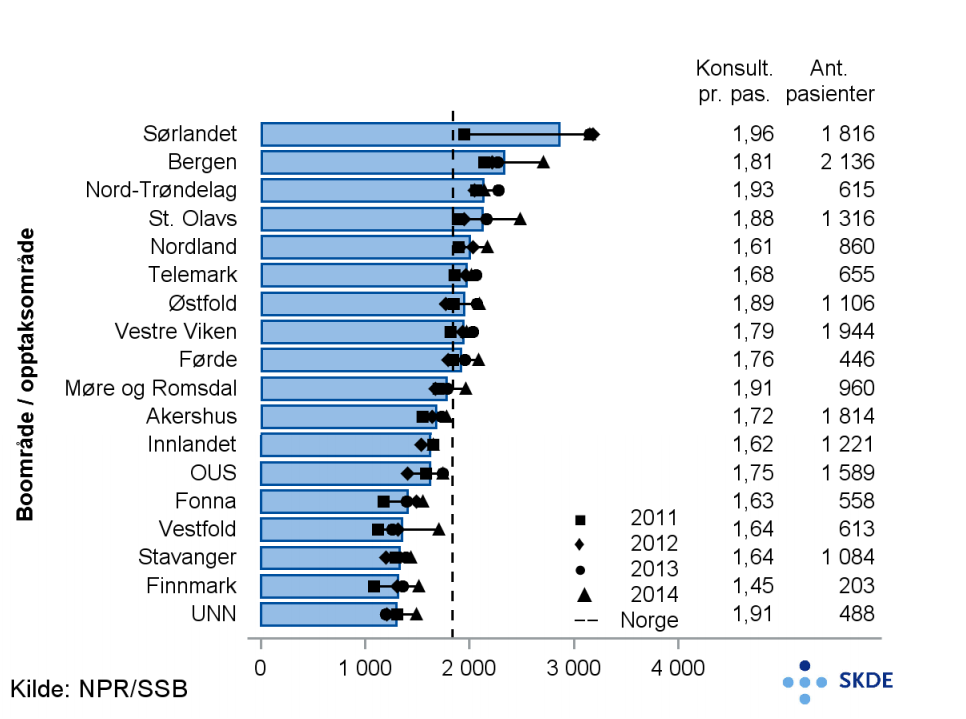 Konsult. Ant.
pr. pas. pasienter
Boområde / opptaksområde
Sørlandet 1,96 1 816
Bergen 1,81 2 136
Nord-Trøndelag 1,93 615
St. Olavs 1,88 1 316
Nordland 1,61 860
Telemark 1,68 655
Østfold 1,89 1 106
Vestre Viken 1,79 1 944
Førde 1,76 446
Møre og Romsdal 1,91 960
Akershus 1,72 1 814
Innlandet 1,62 1 221
OUS 1,75 1 589
Fonna 1,63 558
Vestfold 1,64 613
Stavanger 1,64 1 084
Finnmark 1,45 203
UNN 1,91 488
2011
2012
2013
2014
Norge
0 1 000 2 000 3 000 4 000
Kilde: NPR/SSB
SKDE